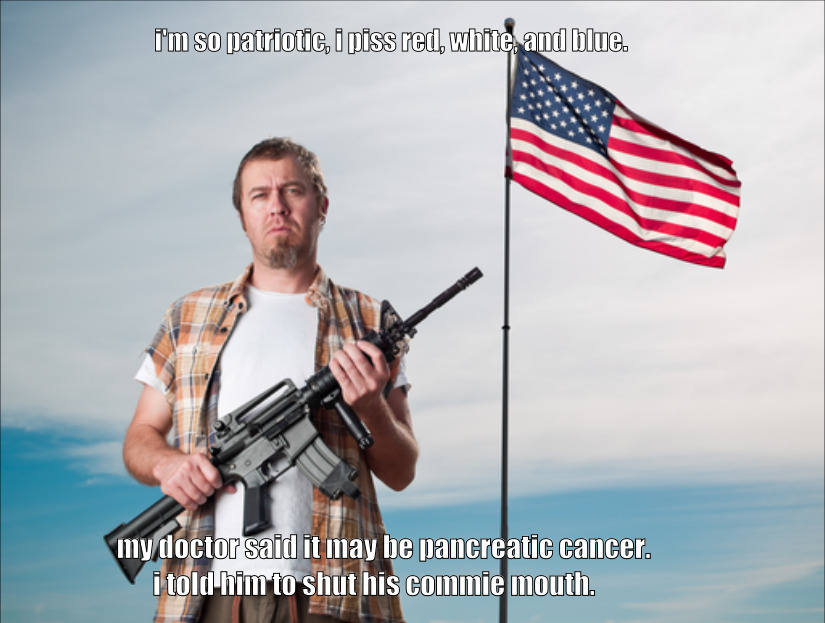 i'm so patriotic, i piss red, white, and blue.
my doctor said it may be pancreatic cancer.
i told him to shut his commie mouth.